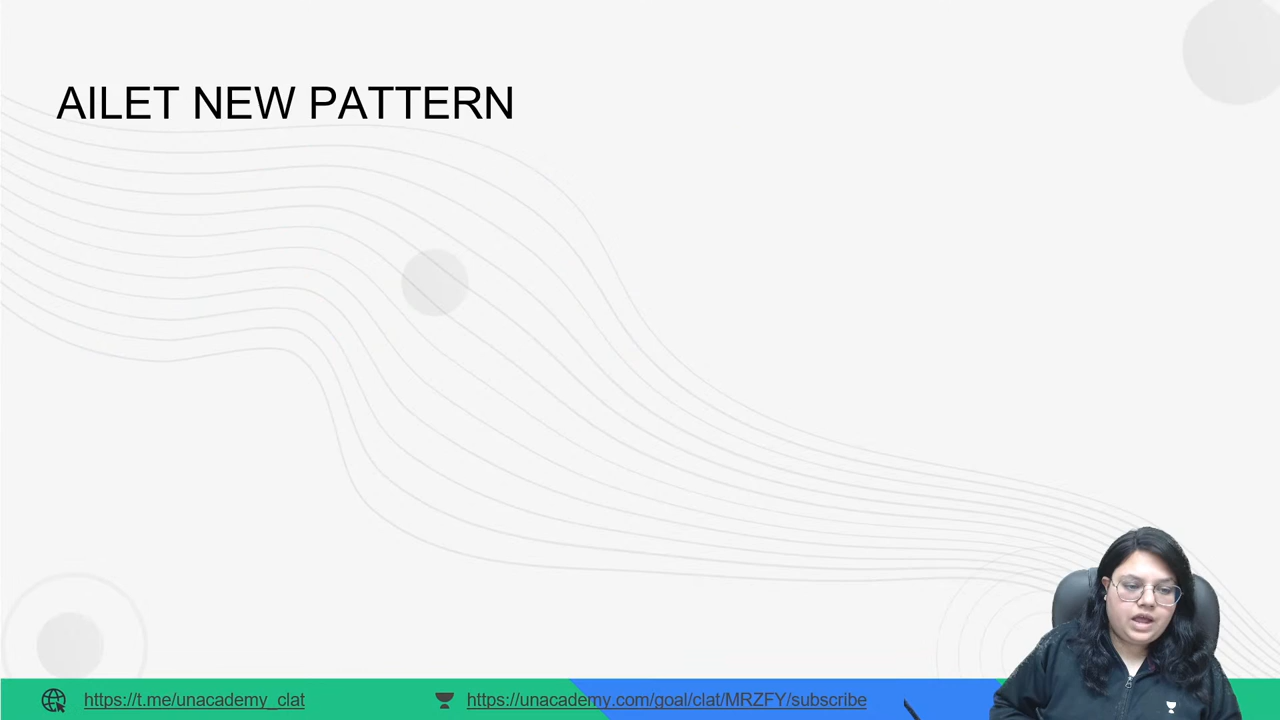 AILET NEW PATTERN
https://t.me/unacademy_clat
https://unacademy.com/goal/clat/MRZFY/subscribe